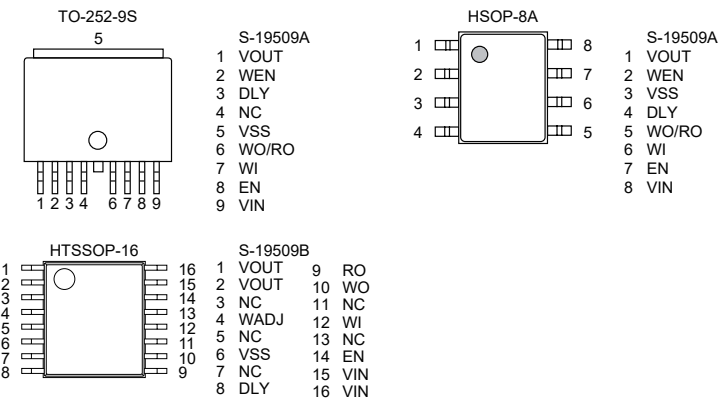 TO-252-9S
5
1 2 3 4 6 7 8 9
S-19509A
1 VOUT
2 WEN
3 DLY
4 NC
5 VSS
6 WO/RO
7 WI
8 EN
9 VIN
HSOP-8A
1 8
2 7
3 6
4 5
S-19509A
1 VOUT
2 WEN
3 VSS
4 DLY
5 WO/RO
6 WI
7 EN
8 VIN
HTSSOP-16
1 16
2 15
3 14
4 13
5 12
6 11
7 10
8 9
S-19509B
1 VOUT
2 VOUT
3 NC
4 WADJ
5 NC
6 VSS
7 NC
8 DLY
9 RO
10 WO
11 NC
12 WI
13 NC
14 EN
15 VIN
16 VIN